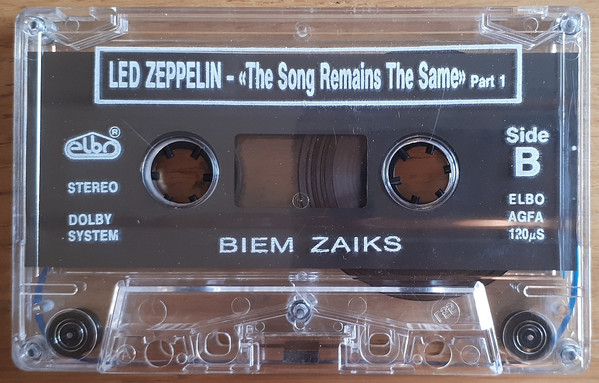 LED ZEPPELIN – «The Song Remains The Same» Part 1
elbo®
STEREO
DOLBY
SYSTEM
Side
B
ELBO
AGFA
120µS
BIEM ZAIKS